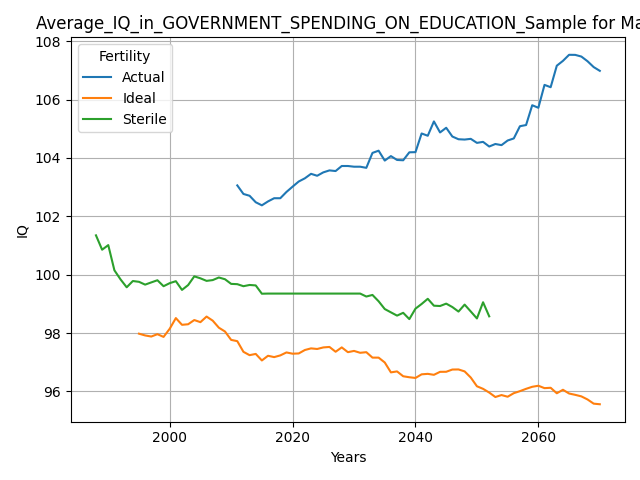 Average_IQ_in_GOVERNMENT_SPENDING_ON_EDUCATION_Sample for Ma
108
106
104
102
100
98
96
IQ
Fertility
Actual
Ideal
Sterile
2000
2020
2040
2060
Years